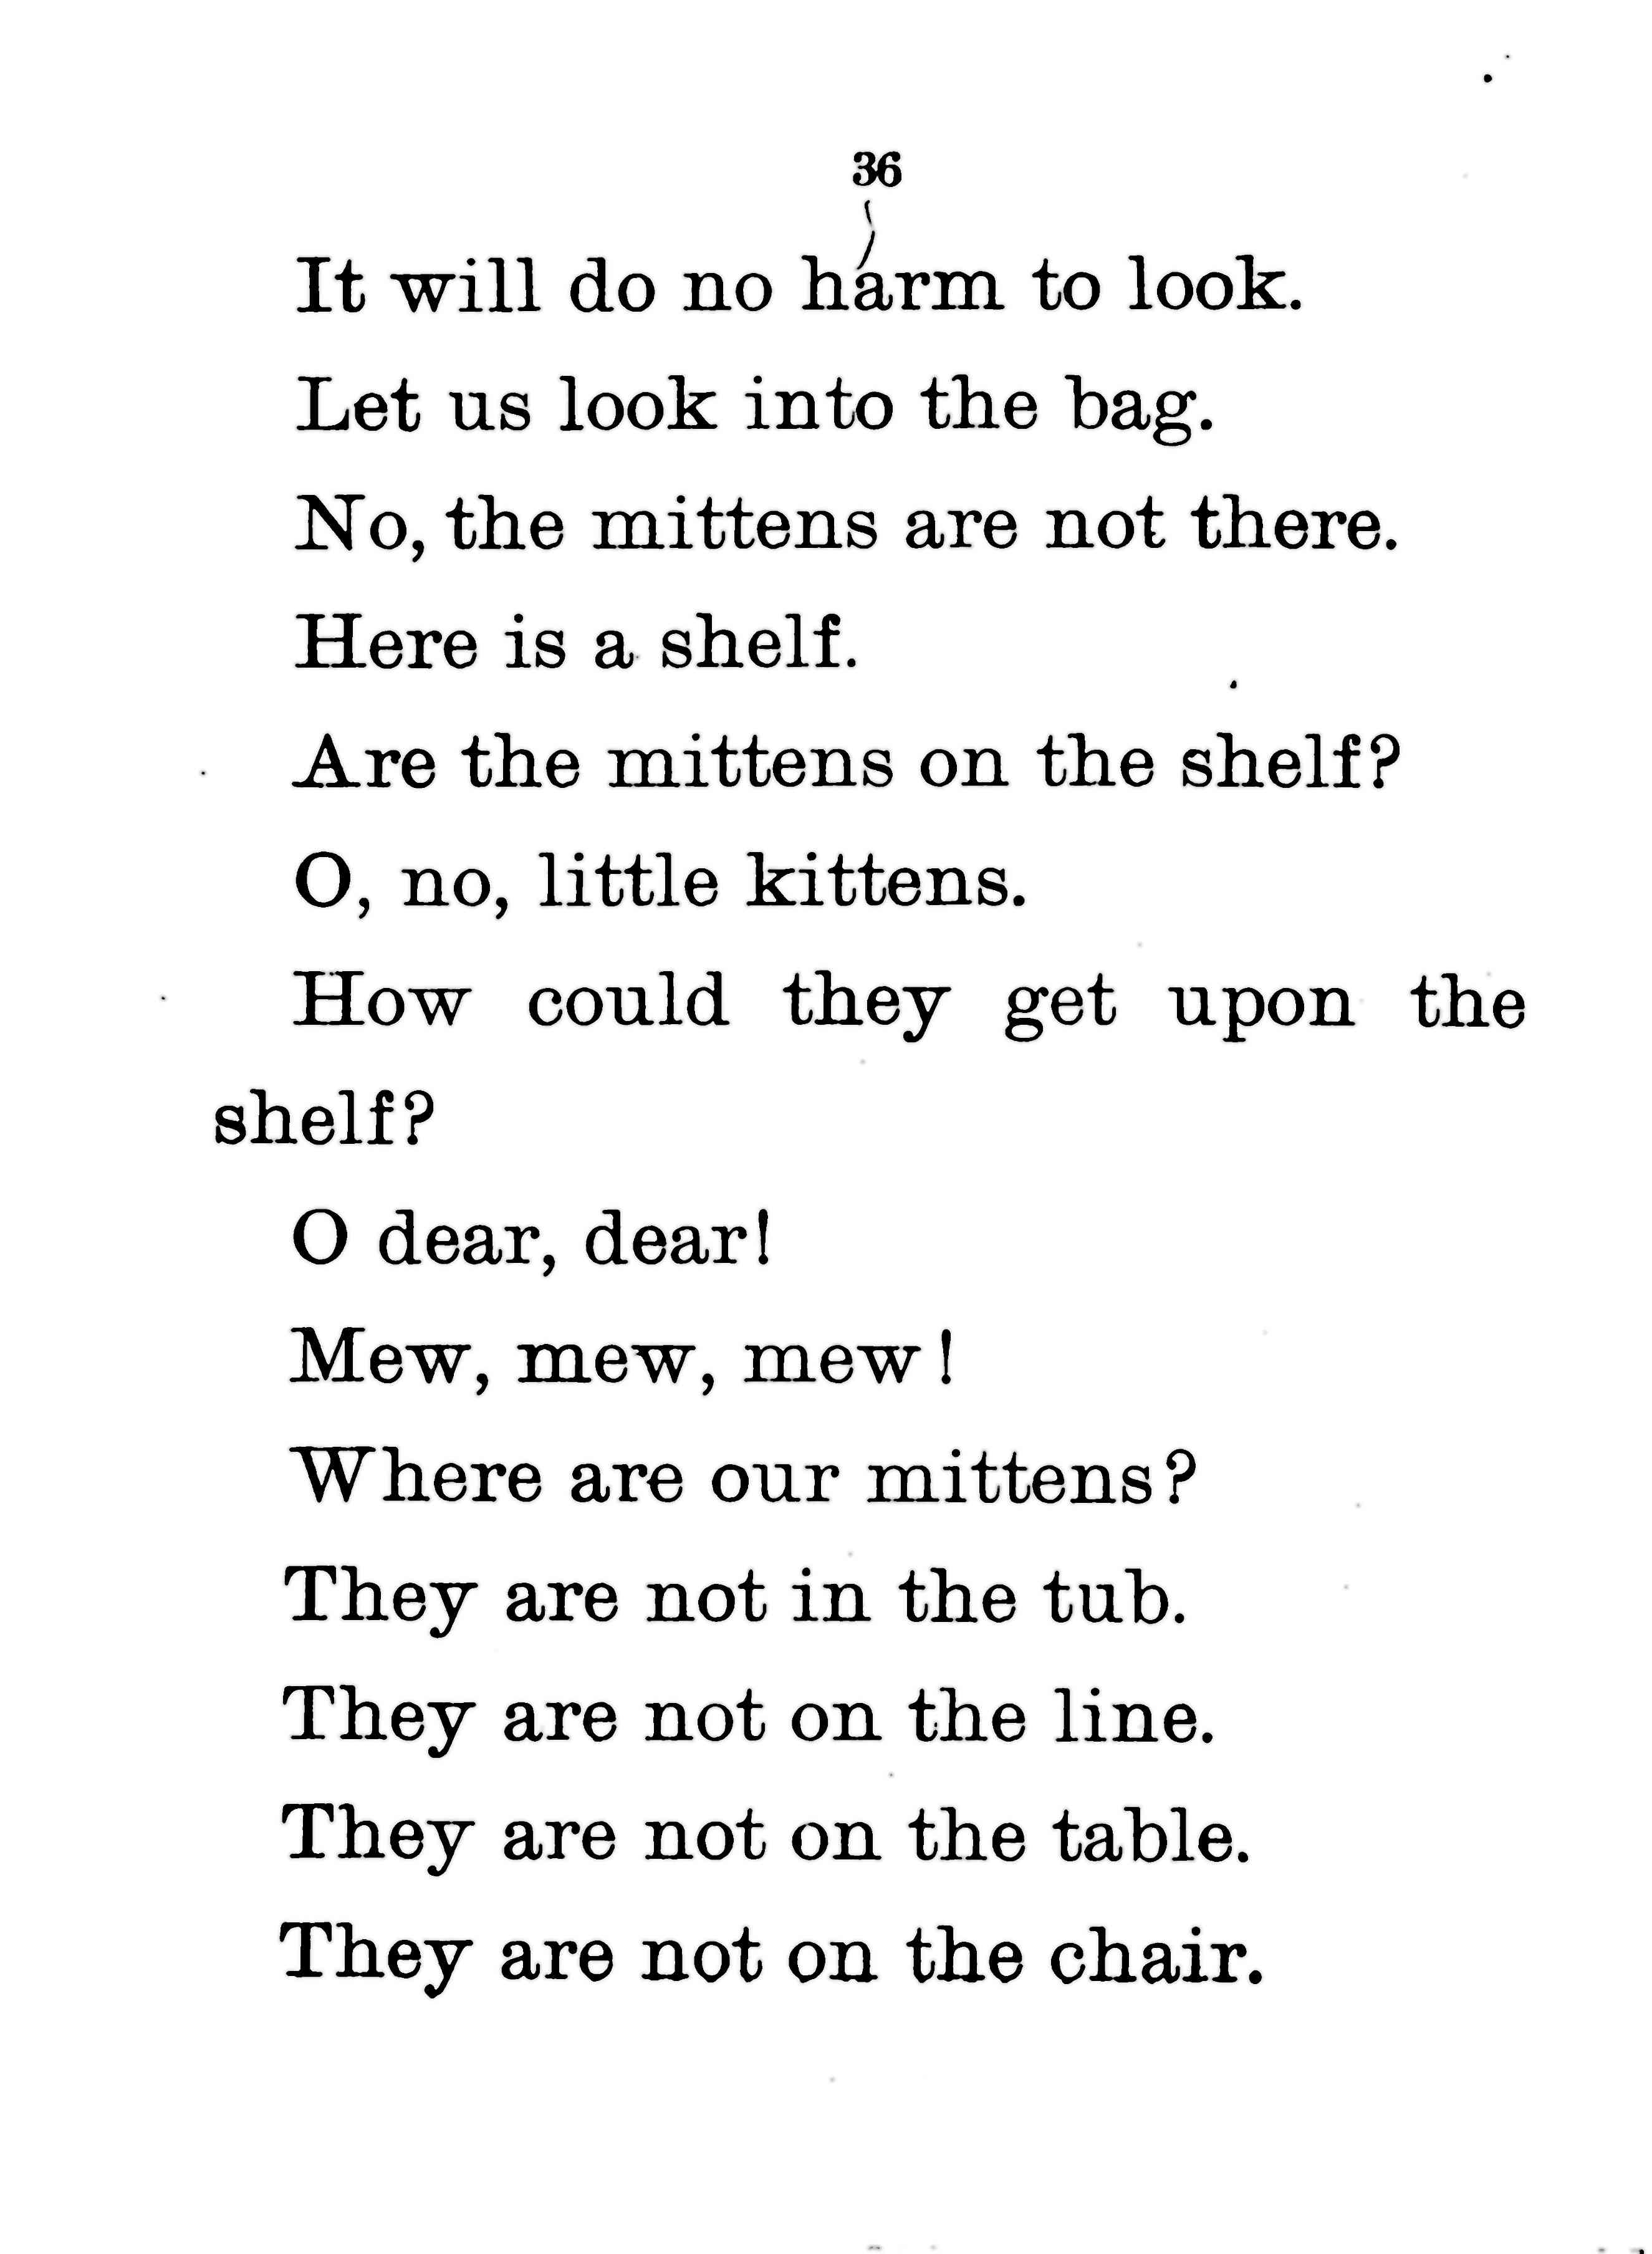 36
It will do no harm to look.
Let us look into the bag.
No, the mittens are not there.
Here is a shelf.
Are the mittens on the shelf?
O, no, little kittens.
How could they get upon the
shelf?
O dear, dear!
Mew, mew, mew!
Where are our mittens?
They are not in the tub.
They are not on the line.
They are not on the table.
They are not on the chair.